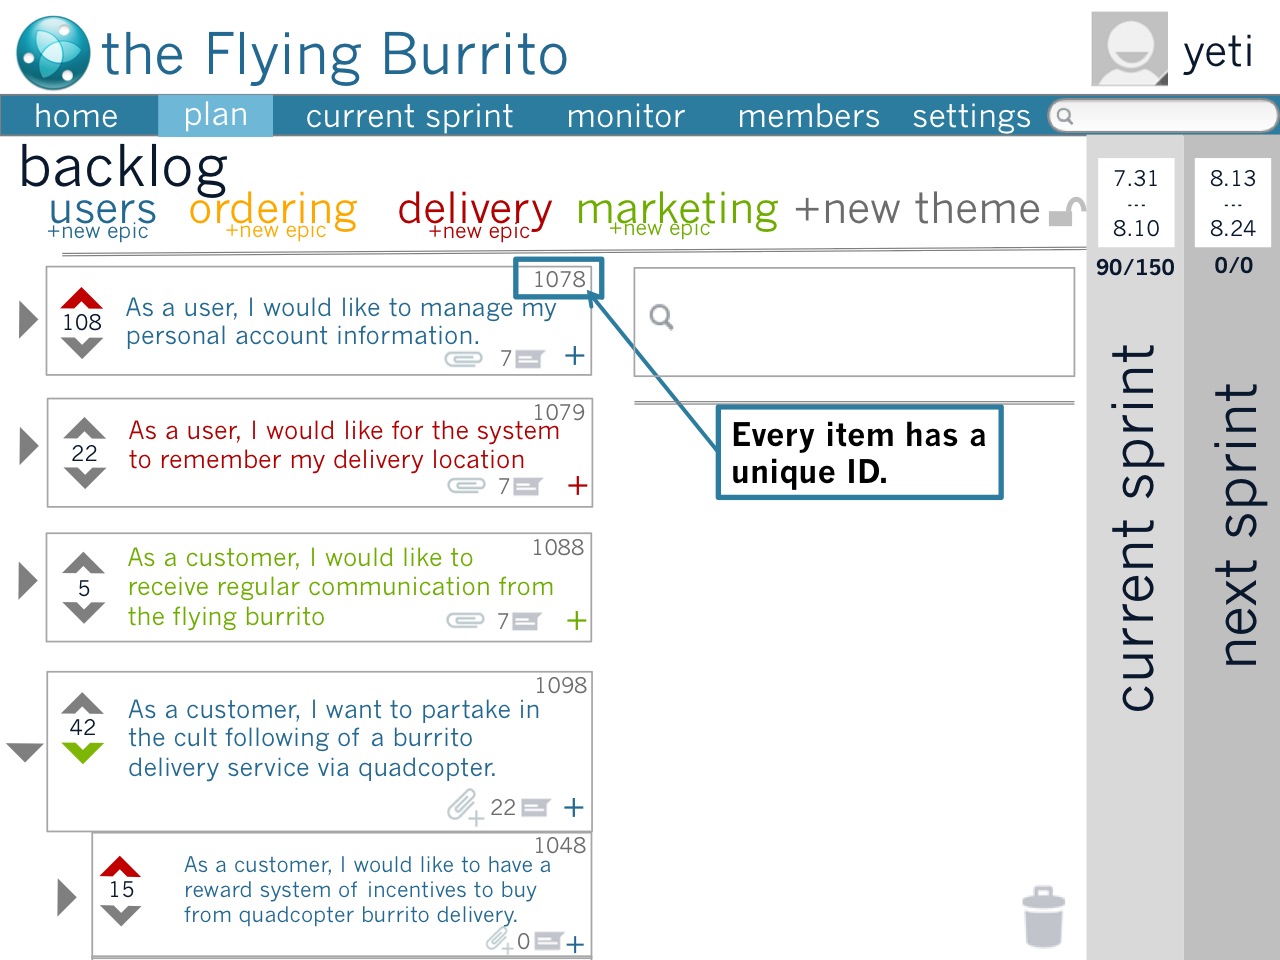 the Flying Burrito
yeti
home plan current sprint monitor members settings
backlog
users ordering delivery marketing +new theme
+new epic +new epic +new epic +new epic
7.31
...
8.10
90/150
8.13
...
8.24
0/0
current sprint
next sprint
1078
108
As a user, I would like to manage my
personal account information.
7 +
Every item has a
unique ID.
1079
22
As a user, I would like for the system
to remember my delivery location
7 +
1088
5
As a customer, I would like to
receive regular communication from
the flying burrito
7 +
1098
42
As a customer, I want to partake in
the cult following of a burrito
delivery service via quadcopter.
22 +
1048
15
As a customer, I would like to have a
reward system of incentives to buy
from quadcopter burrito delivery.
0 +